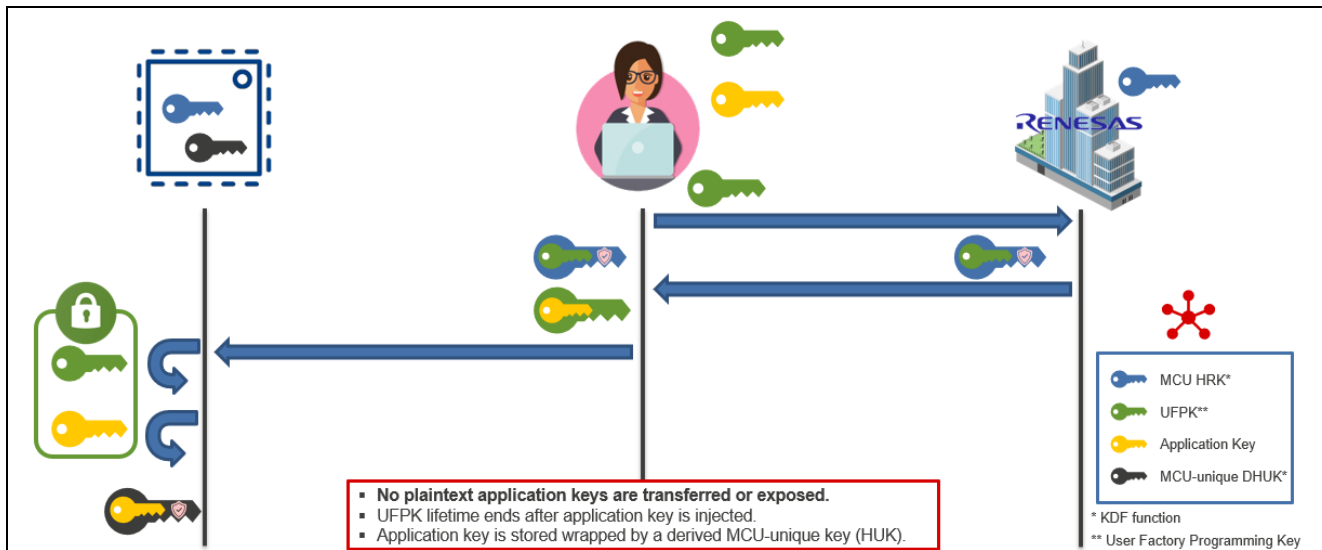 RENESAS
MCU HRK*
UFPK**
Application Key
MCU-unique DHUK*
* KDF function
** User Factory Programming Key
▪ No plaintext application keys are transferred or exposed.
▪ UFPK lifetime ends after application key is injected.
▪ Application key is stored wrapped by a derived MCU-unique key (HUK).